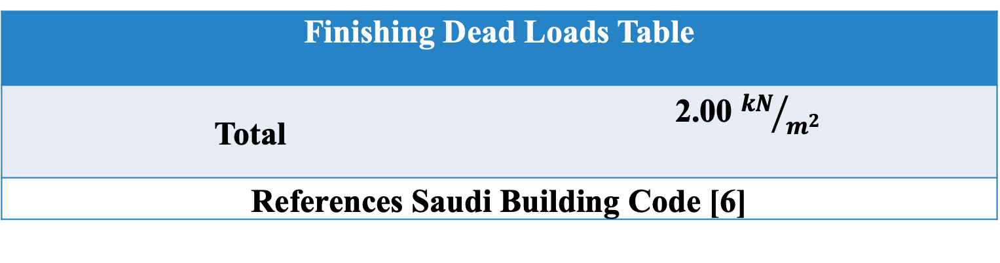 Finishing Dead Loads Table
Total 2.00 kN/m²
References Saudi Building Code [6]